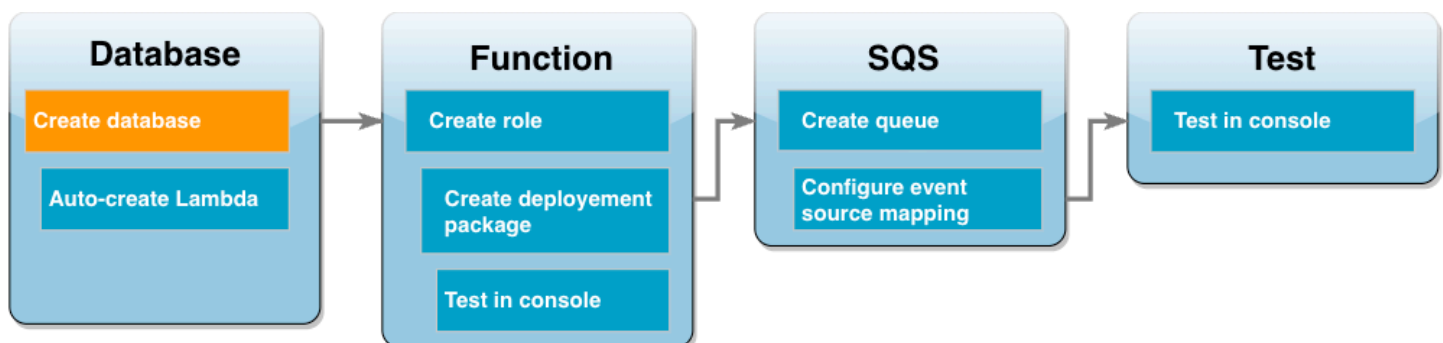 Database
Create database
Auto-create Lambda
Function
Create role
Create deployement
package
Test in console
SQS
Create queue
Configure event
source mapping
Test
Test in console